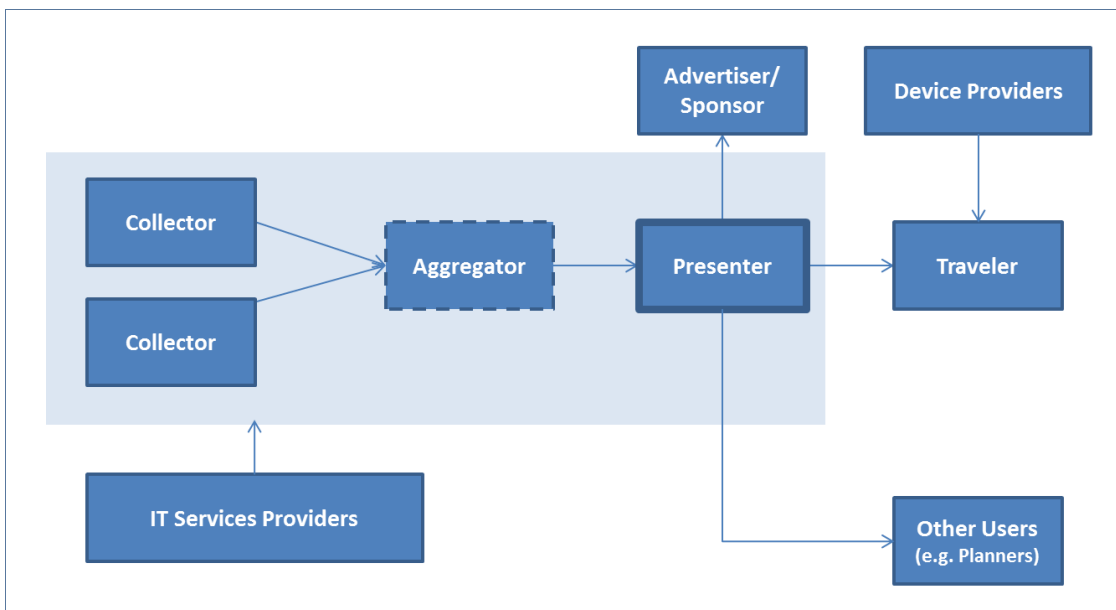 Advertiser/
Sponsor
Device Providers
Collector
Aggregator
Presenter
Traveler
Collector
IT Services Providers
Other Users
(e.g. Planners)